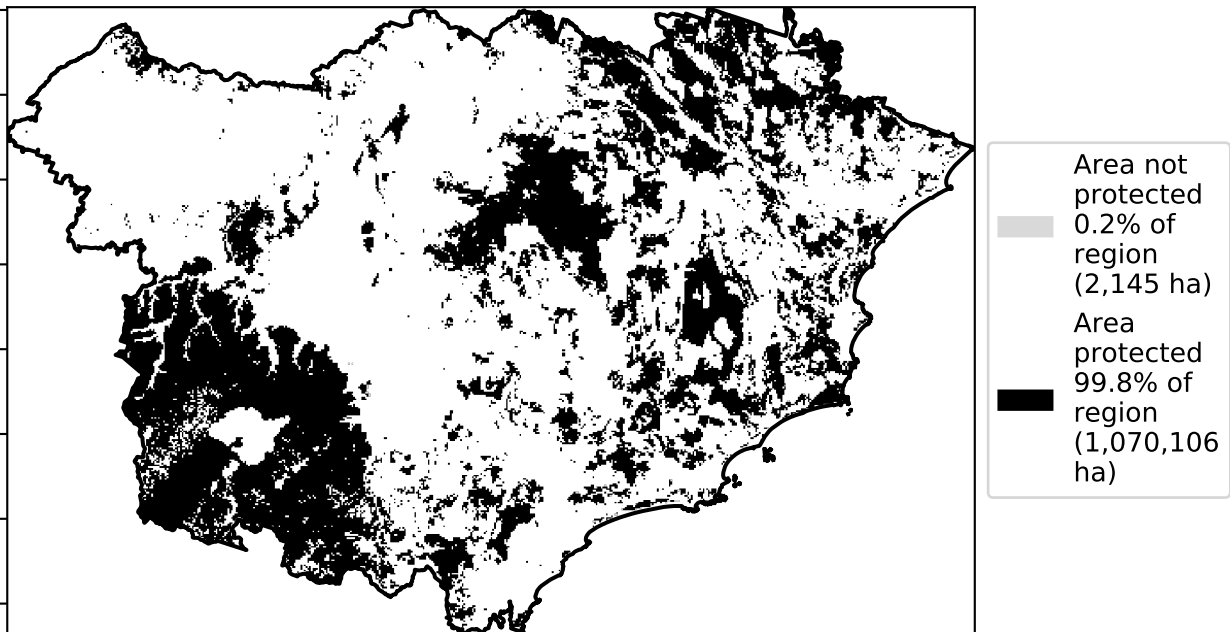 Area not
protected
0.2% of
region
(2,145 ha)
Area
protected
99.8% of
region
(1,070,106
ha)